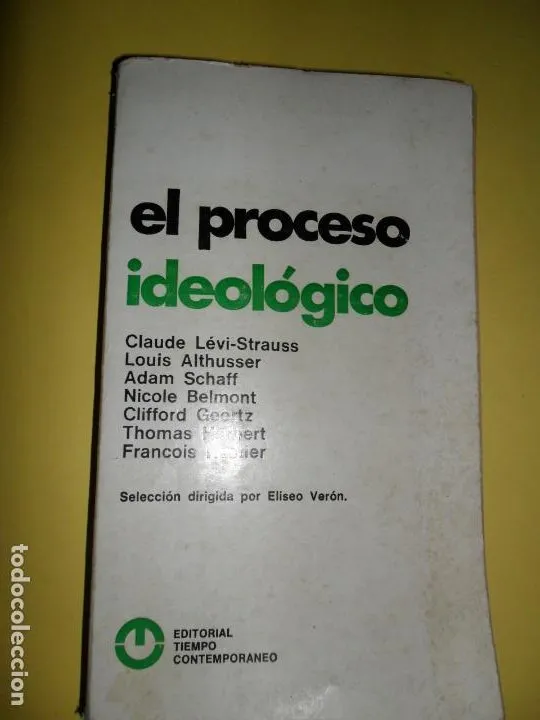 el proceso
ideológico
Claude Lévi-Strauss
Louis Althusser
Adam Schaff
Nicole Belmont
Clifford Geertz
Thomas
Francois
Selección dirigida por Eliseo Verón.
EDITORIAL
TIEMPO
CONTEMPORANEO
todocoleccion